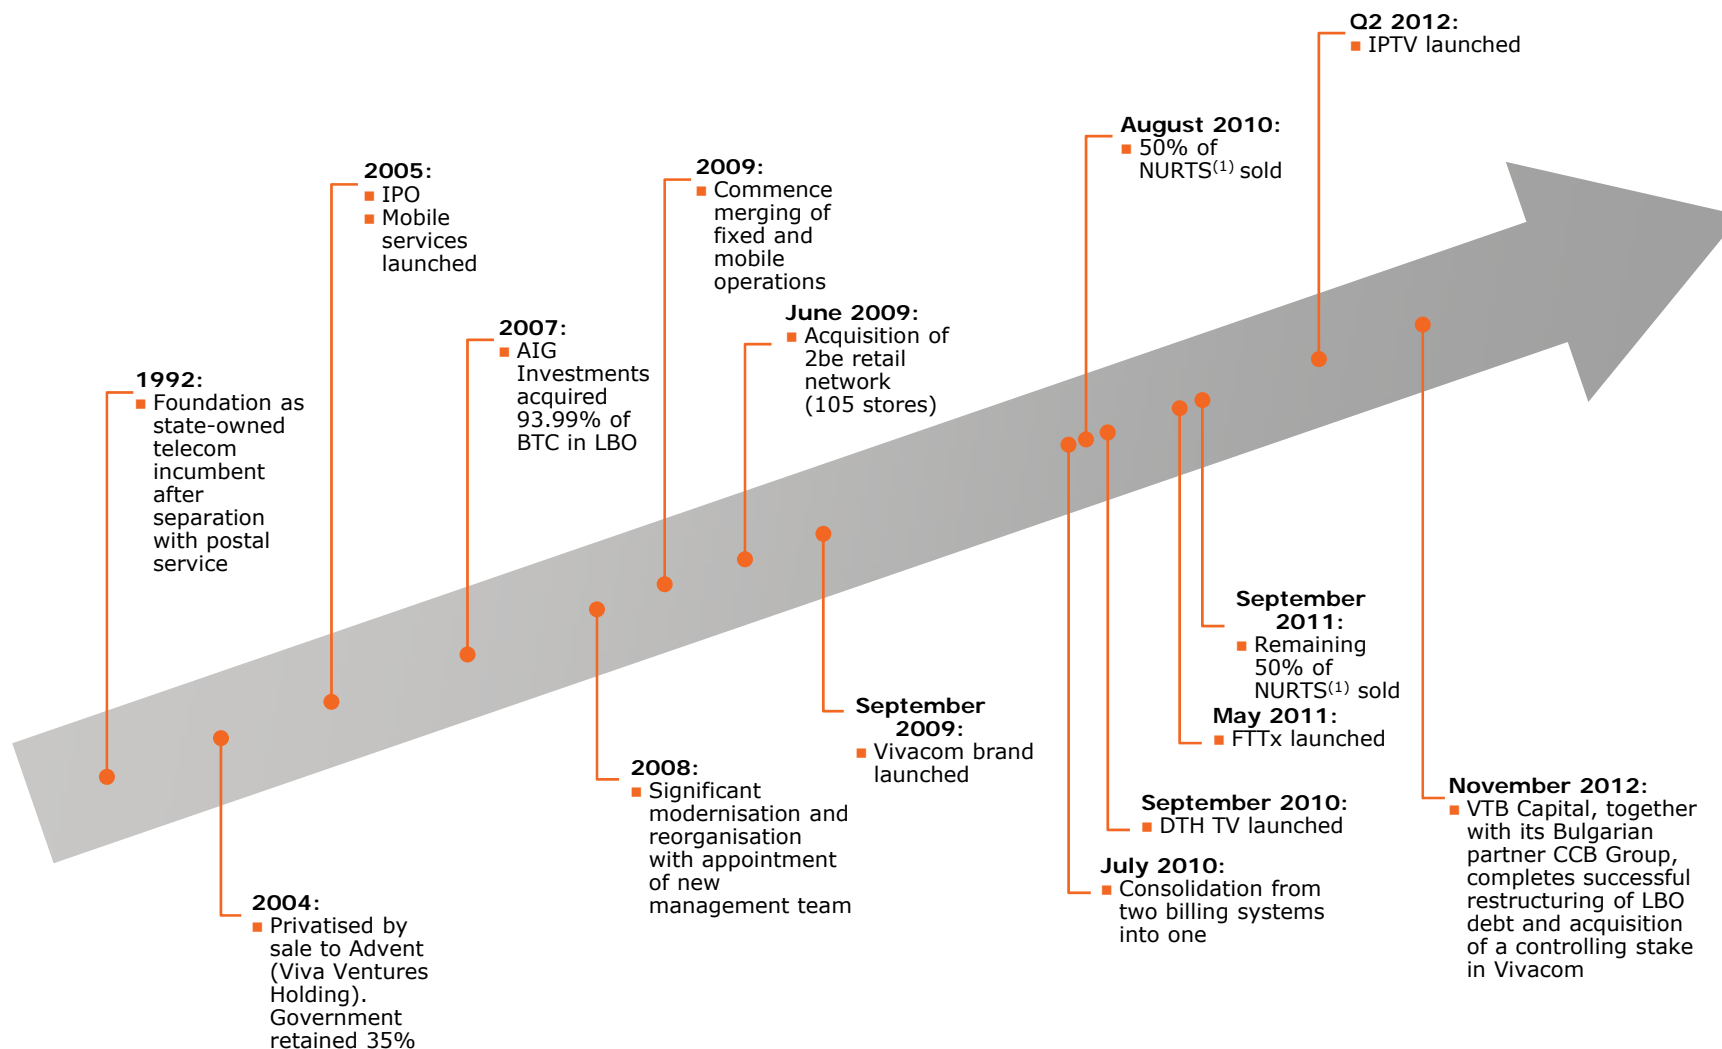 1992:
■ Foundation as
state-owned
telecom
incumbent
after
separation
with postal
service
2004:
■ Privatised by
sale to Advent
(Viva Ventures
Holding).
Government
retained 35%
2005:
■ IPO
■ Mobile
services
launched
2007:
■ AIG
Investments
acquired
93.99% of
BTC in LBO
2008:
■ Significant
modernisation and
reorganisation
with appointment
of new
management team
2009:
■ Commence
merging of
fixed and
mobile
operations
June 2009:
■ Acquisition of
2be retail
network
(105 stores)
September
2009:
■ Vivacom brand
launched
July 2010:
■ Consolidation from
two billing systems
into one
August 2010:
■ 50% of
NURTS(1) sold
September 2010:
■ DTH TV launched
May 2011:
■ FTTx launched
September
2011:
■ Remaining
50% of
NURTS(1) sold
Q2 2012:
■ IPTV launched
November 2012:
■ VTB Capital, together
with its Bulgarian
partner CCB Group,
completes successful
restructuring of LBO
debt and acquisition
of a controlling stake
in Vivacom